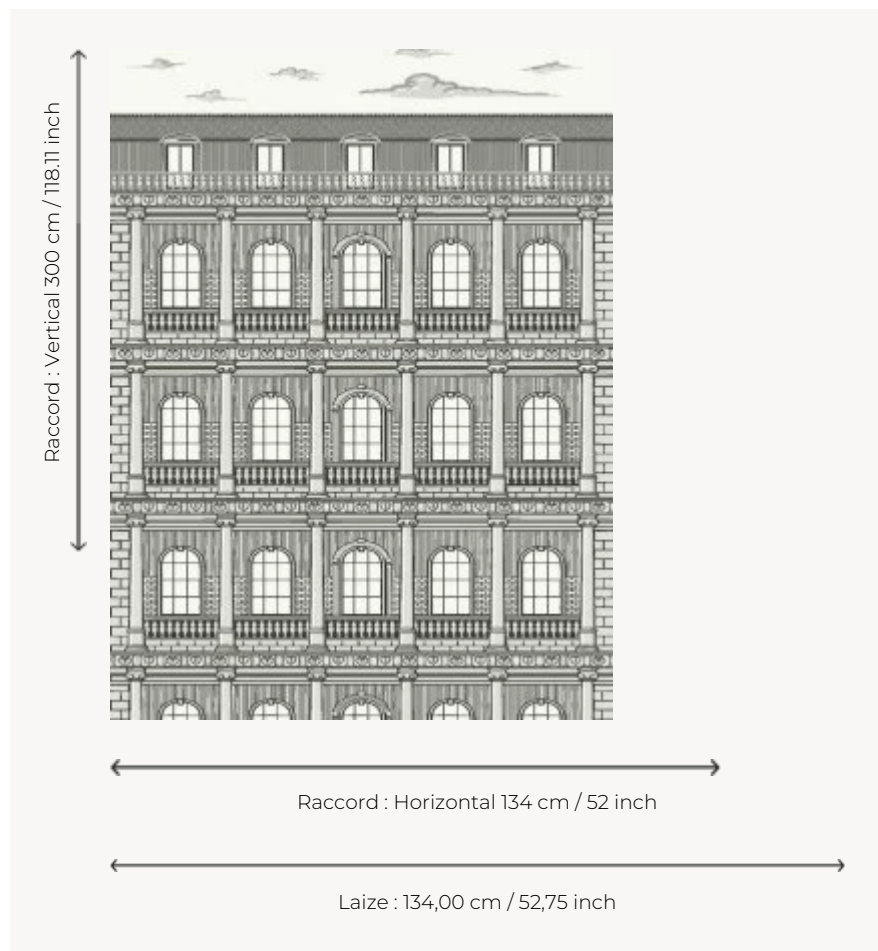 Raccord : Vertical 300 cm / 118.11 inch
Raccord : Horizontal 134 cm / 52 inch
Laize : 134,00 cm / 52,75 inch